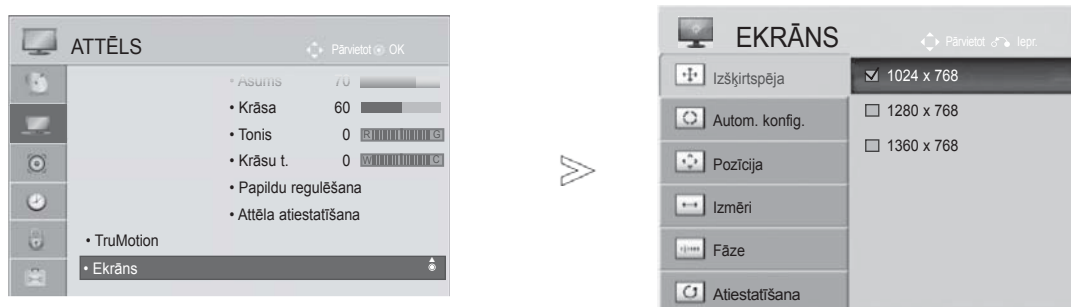 ATTĒLS
Pārvietot OK
• Asums 70
• Krāsa 60
• Tonis 0 R G
• Krāsu t. 0 W C
• Papildu regulēšana
• Attēla atiestatīšana
• TruMotion
• Ekrāns
EKRĀNS
Pārvietot Iepr.
Izšķirtspēja
Autom. konfig.
Pozīcija
Izmēri
Fāze
Atiestatīšana
1024 x 768
1280 x 768
1360 x 768